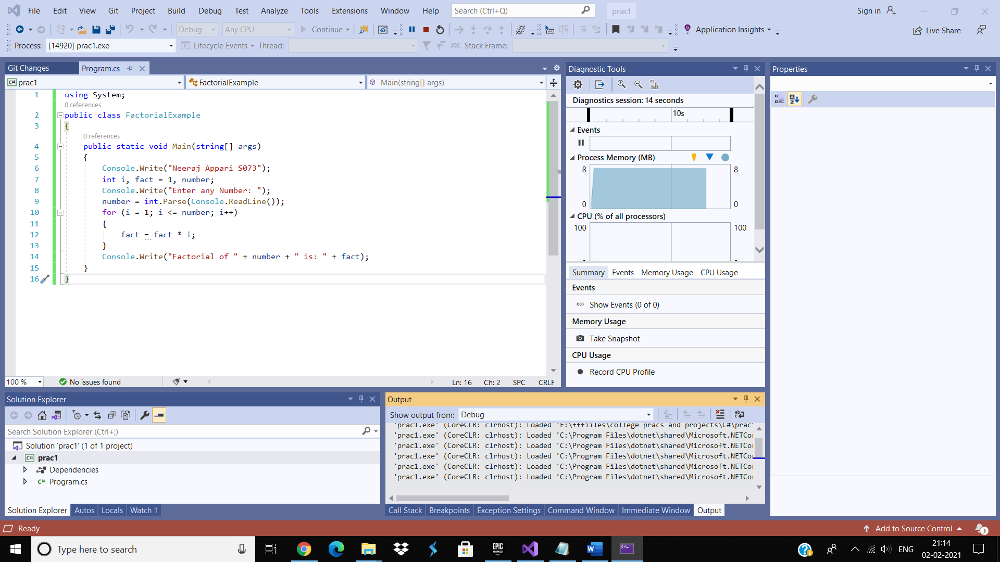 File Edit View Git Project Build Debug Test Analyze Tools Extensions Window Help Search (Ctrl+Q) prac1 Sign in
Debug Any CPU Continue Application Insights Live Share
Process: [14920] prac1.exe Lifecycle Events Thread: Stack Frame:
Git Changes Program.cs
prac1 FactorialExample Main(string[] args)
1 using System;
0 references
2 public class FactorialExample
3 {
0 references
4 public static void Main(string[] args)
5 {
6 Console.Write("Neeraj Appari S073");
7 int i, fact = 1, number;
8 Console.Write("Enter any Number: ");
9 number = int.Parse(Console.ReadLine());
10 for (i = 1; i <= number; i++)
11 {
12 fact = fact * i;
13 }
14 Console.Write("Factorial of " + number + " is: " + fact);
15 }
16 }
100 % No issues found Ln: 16 Ch: 2 SPC CRLF
Diagnostic Tools
Diagnostics session: 14 seconds
10s
Events
Process Memory (MB)
8 8
0 0
CPU (% of all processors)
100 100
Summary Events Memory Usage CPU Usage
Events
Show Events (0 of 0)
Memory Usage
Take Snapshot
CPU Usage
Record CPU Profile
Properties
Solution Explorer
Search Solution Explorer (Ctrl+;)
Solution 'prac1' (1 of 1 project)
prac1
Dependencies
Program.cs
Solution Explorer Autos Locals Watch 1
Output
Show output from: Debug
'prac1.exe' (CoreCLR: clrhost): Loaded 'E:\fffiiles\college pracs and projects\C#\prac
'prac1.exe' (CoreCLR: clrhost): Loaded 'C:\Program Files\dotnet\shared\Microsoft.NETCo
'prac1.exe' (CoreCLR: clrhost): Loaded 'C:\Program Files\dotnet\shared\Microsoft.NETCo
'prac1.exe' (CoreCLR: clrhost): Loaded 'C:\Program Files\dotnet\shared\Microsoft.NETCo
'prac1.exe' (CoreCLR: clrhost): Loaded 'C:\Program Files\dotnet\shared\Microsoft.NETCo
'prac1.exe' (CoreCLR: clrhost): Loaded 'C:\Program Files\dotnet\shared\Microsoft.NETCo
Call Stack Breakpoints Exception Settings Command Window Immediate Window Output
Ready Add to Source Control 3
Type here to search EPIC GAMES ENG 21:14
02-02-2021